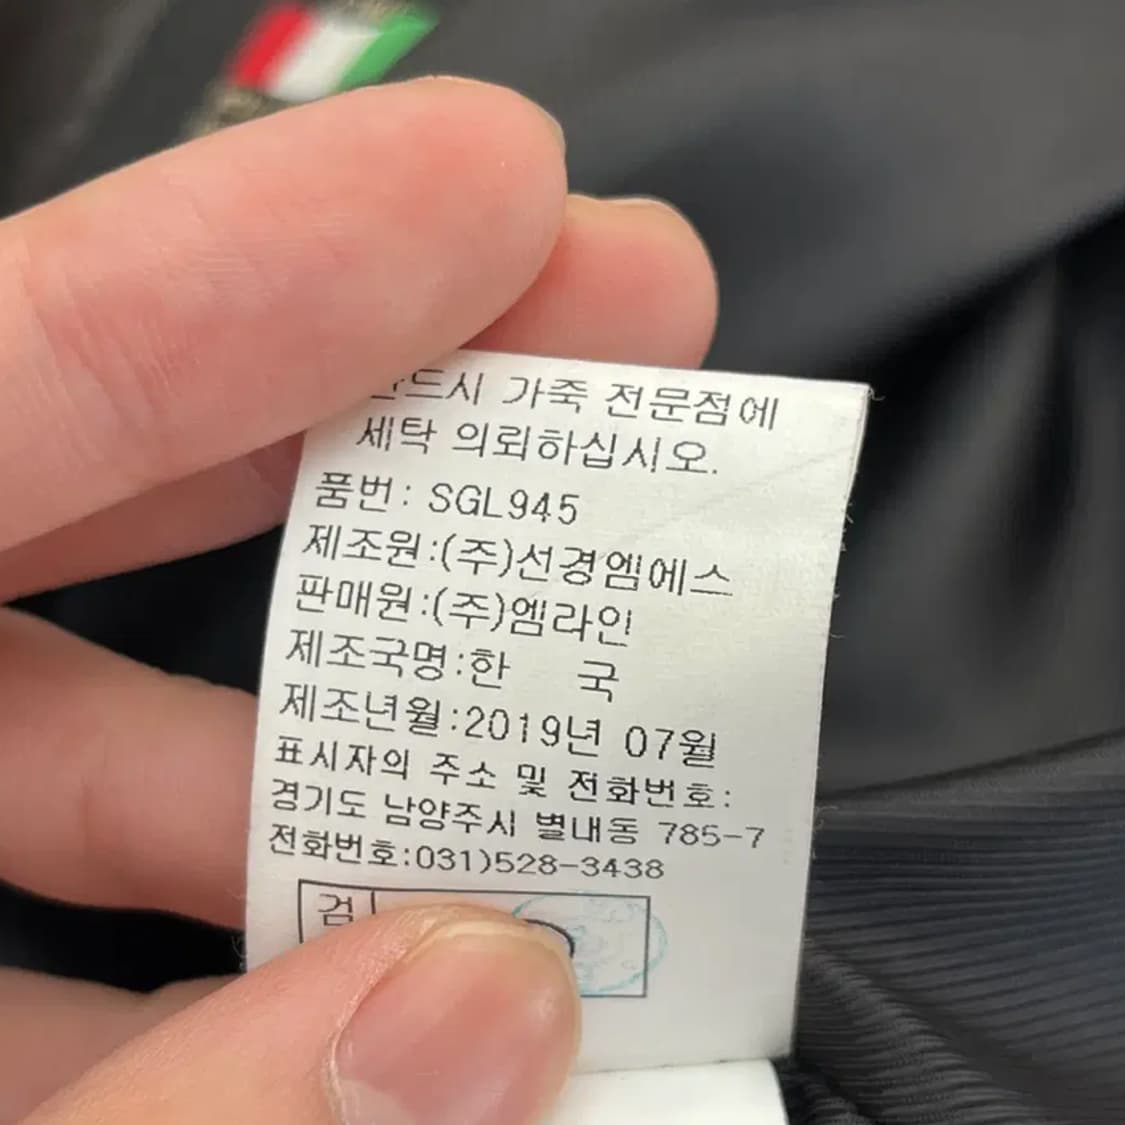 가죽 전문점에
세탁 의뢰하십시오.
품번: SGL945
제조원:(주)선경엠에스
판매원:(주)엠라인
제조국명:한 국
제조년월:2019년 07월
표시자의 주소 및 전화번호:
경기도 남양주시 별내동 785-7
전화번호:031)528-3438
검